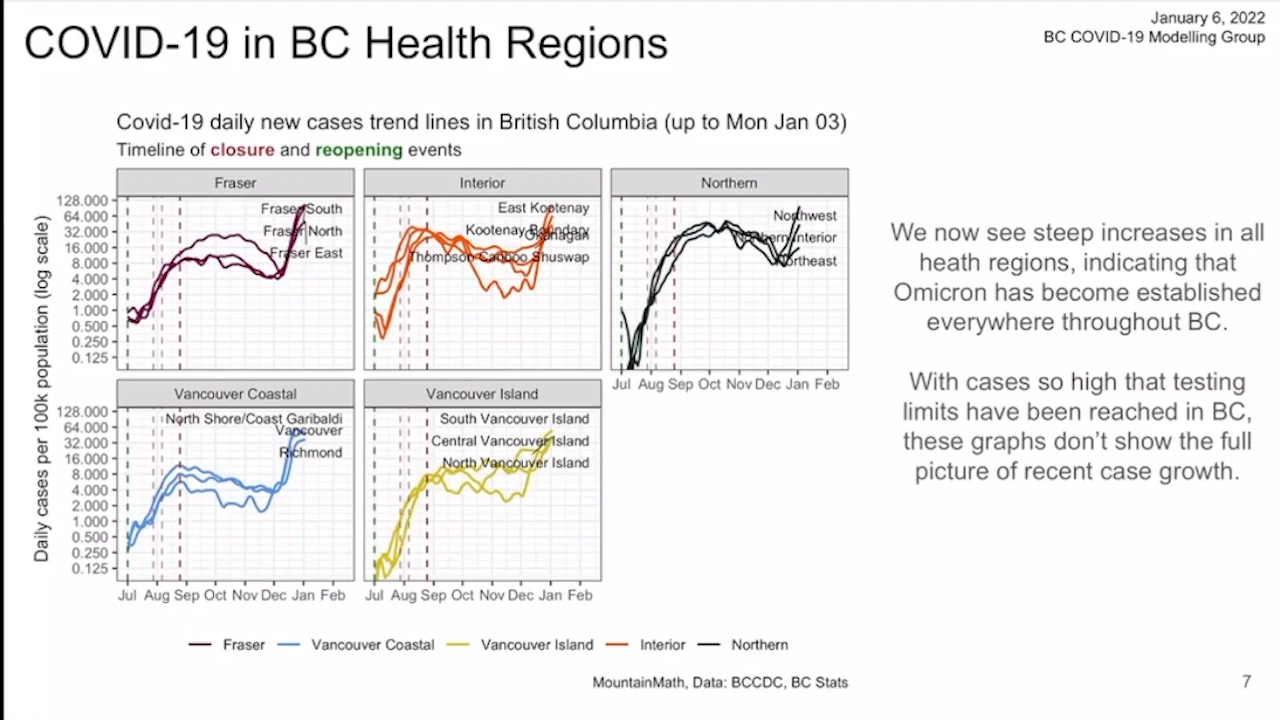 COVID-19 in BC Health Regions
January 6, 2022
BC COVID-19 Modelling Group
Covid-19 daily new cases trend lines in British Columbia (up to Mon Jan 03)
Timeline of closure and reopening events
Daily cases per 100k population (log scale)
Fraser
Interior
Northern
128.000
64.000
32.000
16.000
8.000
4.000
2.000
1.000
0.500
0.250
0.125
Fraser South
Fraser North
Fraser East
East Kootenay
Kootenay Boundary
Okanagan
Thompson Cariboo Shuswap
Northwest
Northern Interior
Northeast
Jul Aug Sep Oct Nov Dec Jan Feb
Vancouver Coastal
Vancouver Island
128.000
64.000
32.000
16.000
8.000
4.000
2.000
1.000
0.500
0.250
0.125
North Shore/Coast Garibaldi
Vancouver
Richmond
South Vancouver Island
Central Vancouver Island
North Vancouver Island
Jul Aug Sep Oct Nov Dec Jan Feb
Jul Aug Sep Oct Nov Dec Jan Feb
Fraser Vancouver Coastal Vancouver Island Interior Northern
MountainMath, Data: BCCDC, BC Stats
We now see steep increases in all
heath regions, indicating that
Omicron has become established
everywhere throughout BC.
With cases so high that testing
limits have been reached in BC,
these graphs don't show the full
picture of recent case growth.
7